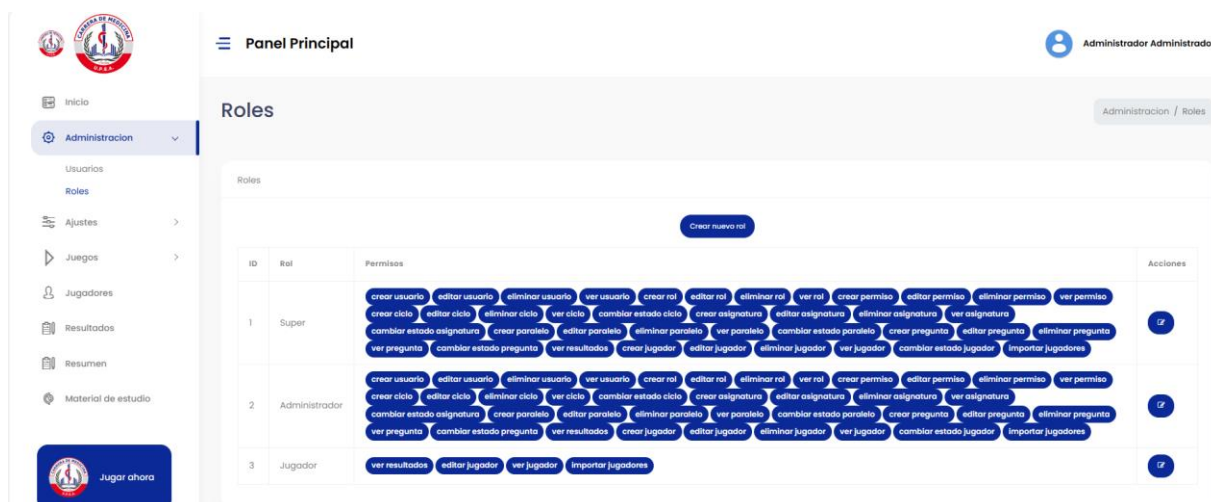 CARRERA DE MEDICINA
U.P.E.A.
Panel Principal
Administrador Administrado
Inicio
Administracion
Usuarios
Roles
Ajustes
Juegos
Jugadores
Resultados
Resumen
Material de estudio
Jugar ahora
Roles
Administracion / Roles
Roles
Crear nuevo rol
ID Rol Permisos Acciones
crear usuario editar usuario eliminar usuario ver usuario crear rol editar rol eliminar rol ver rol crear permiso editar permiso eliminar permiso ver permiso
crear ciclo editar ciclo eliminar ciclo ver ciclo cambiar estado ciclo crear asignatura editar asignatura eliminar asignatura ver asignatura
1 Super
cambiar estado asignatura crear paralelo editar paralelo eliminar paralelo ver paralelo cambiar estado paralelo crear pregunta editar pregunta eliminar pregunta
ver pregunta cambiar estado pregunta ver resultados crear jugador editar jugador eliminar jugador ver jugador cambiar estado jugador importar jugadores
crear usuario editar usuario eliminar usuario ver usuario crear rol editar rol eliminar rol ver rol crear permiso editar permiso eliminar permiso ver permiso
crear ciclo editar ciclo eliminar ciclo ver ciclo cambiar estado ciclo crear asignatura editar asignatura eliminar asignatura ver asignatura
2 Administrador
cambiar estado asignatura crear paralelo editar paralelo eliminar paralelo ver paralelo cambiar estado paralelo crear pregunta editar pregunta eliminar pregunta
ver pregunta cambiar estado pregunta ver resultados crear jugador editar jugador eliminar jugador ver jugador cambiar estado jugador importar jugadores
3 Jugador ver resultados editar jugador ver jugador importar jugadores